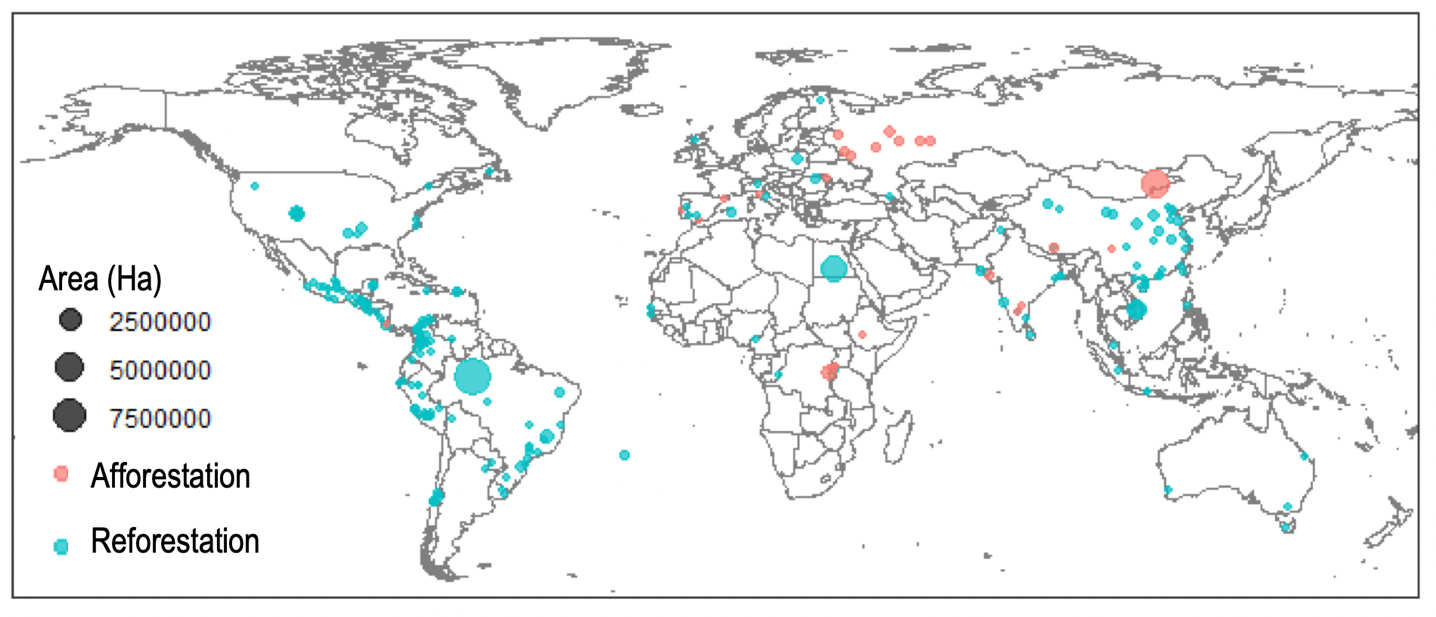 Area (Ha)
2500000
5000000
7500000
Afforestation
Reforestation